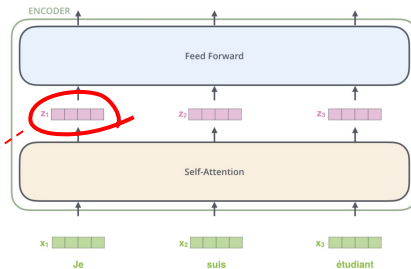 ENCODER
Feed Forward
z₁ z₂ z₃
Self-Attention
x₁ x₂ x₃
Je suis étudiant